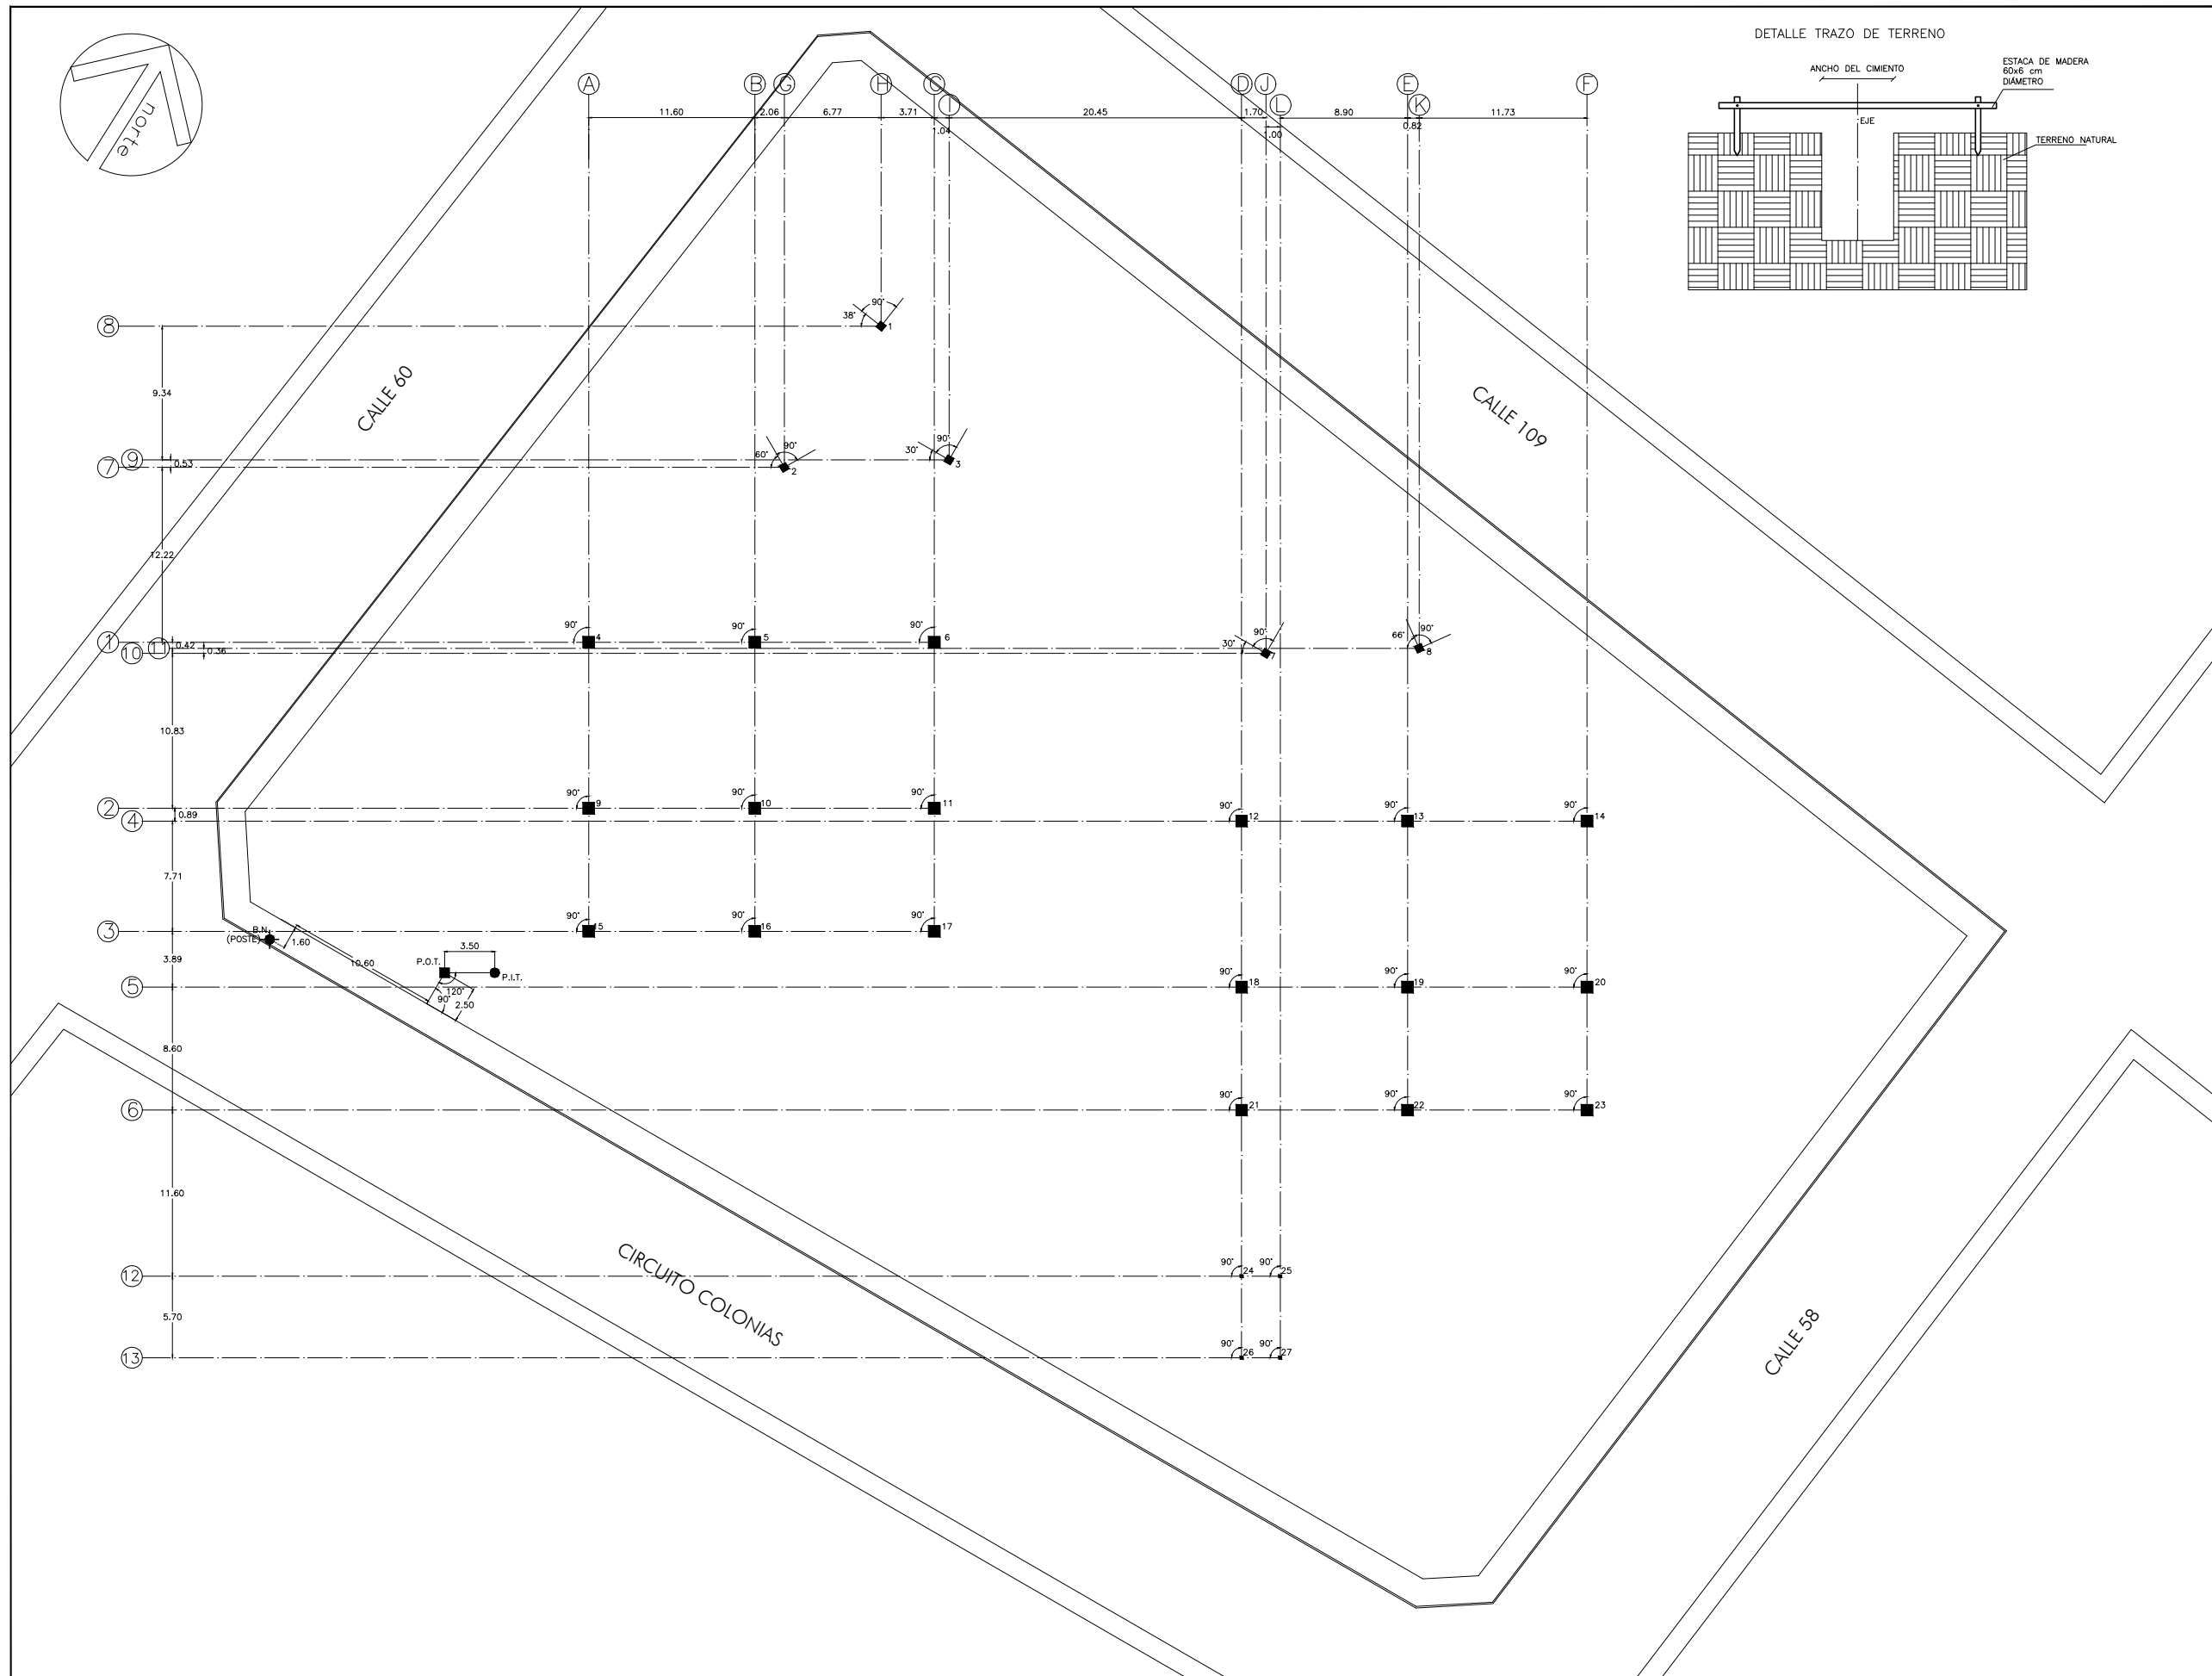 norte
DETALLE TRAZO DE TERRENO
ANCHO DEL CIMIENTO
ESTACA DE MADERA
60x6 cm
DIÁMETRO
EJE
TERRENO NATURAL
A B G H C D J E F
I L K
11.60 2.06 6.77 3.71 20.45 1.70 8.90 11.73
1.04 1.00 0.82
8
90°
38°
1
9.34
CALLE 60
CALLE 109
9
7
0.53
60° 90° 2
30° 90° 3
12.22
1
11
10
0.42
0.36
90° 4
90° 5
90° 6
30° 90° 7
66° 90° 8
10.83
2
4
0.89
90° 9
90° 10
90° 11
90° 12
90° 13
90° 14
7.71
3
90° 15
90° 16
90° 17
B.N.
(POSTE)
1.60
10.60
3.50
P.O.T.
P.I.T.
120°
90°
2.50
3.89
5
90° 18
90° 19
90° 20
8.60
6
90° 21
90° 22
90° 23
11.60
12
90° 24
90° 25
CIRCUITO COLONIAS
5.70
13
90° 26
90° 27
CALLE 58